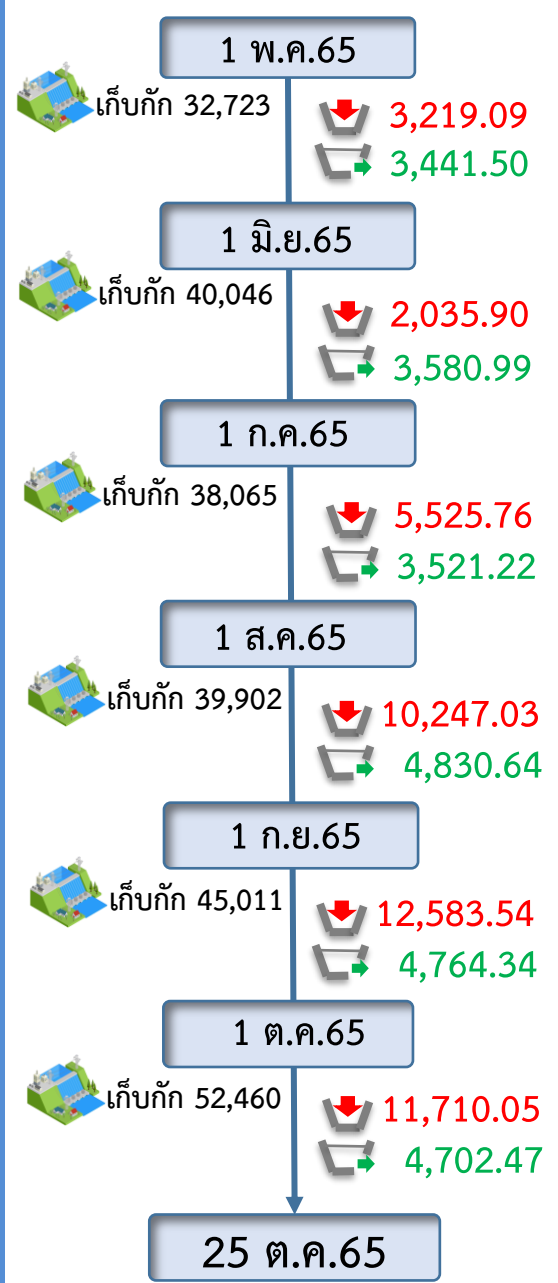 1 พ.ค.65
เก็บกัก 32,723
3,219.09
3,441.50
1 มิ.ย.65
เก็บกัก 40,046
2,035.90
3,580.99
1 ก.ค.65
เก็บกัก 38,065
5,525.76
3,521.22
1 ส.ค.65
เก็บกัก 39,902
10,247.03
4,830.64
1 ก.ย.65
เก็บกัก 45,011
12,583.54
4,764.34
1 ต.ค.65
เก็บกัก 52,460
11,710.05
4,702.47
25 ต.ค.65